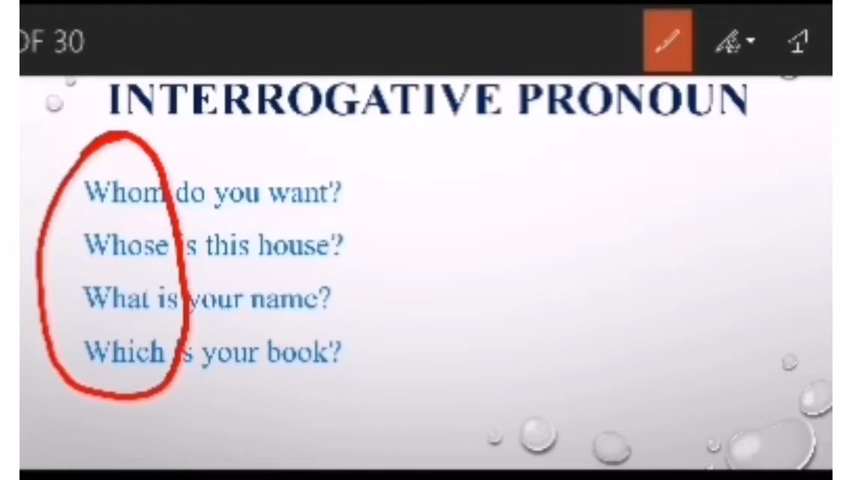 OF 30
INTERROGATIVE PRONOUN
Whom do you want?
Whose is this house?
What is your name?
Which is your book?